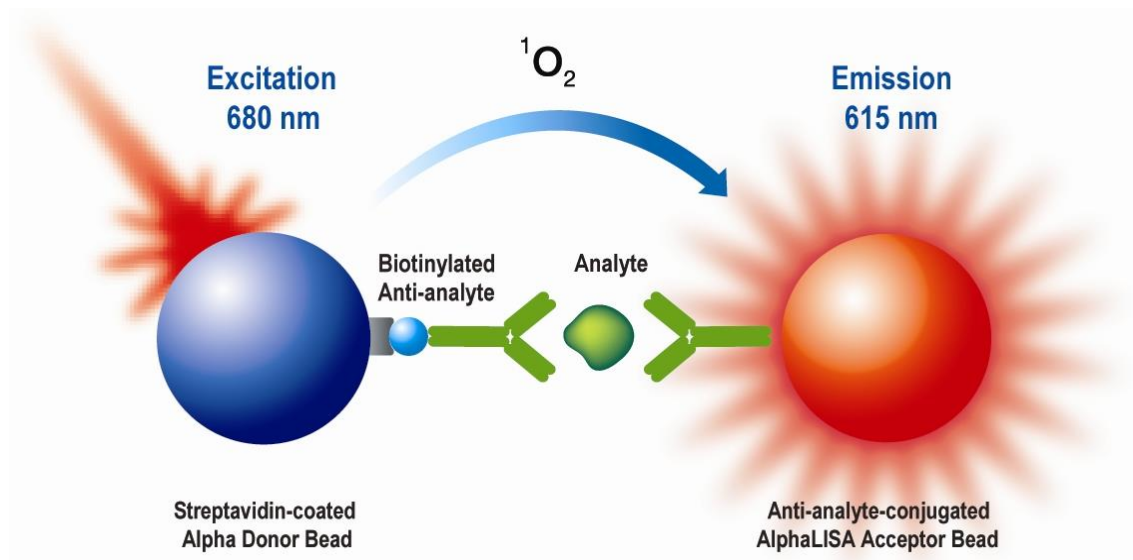 Excitation
680 nm
¹O₂
Emission
615 nm
Biotinylated
Anti-analyte
Analyte
Streptavidin-coated
Alpha Donor Bead
Anti-analyte-conjugated
AlphaLISA Acceptor Bead